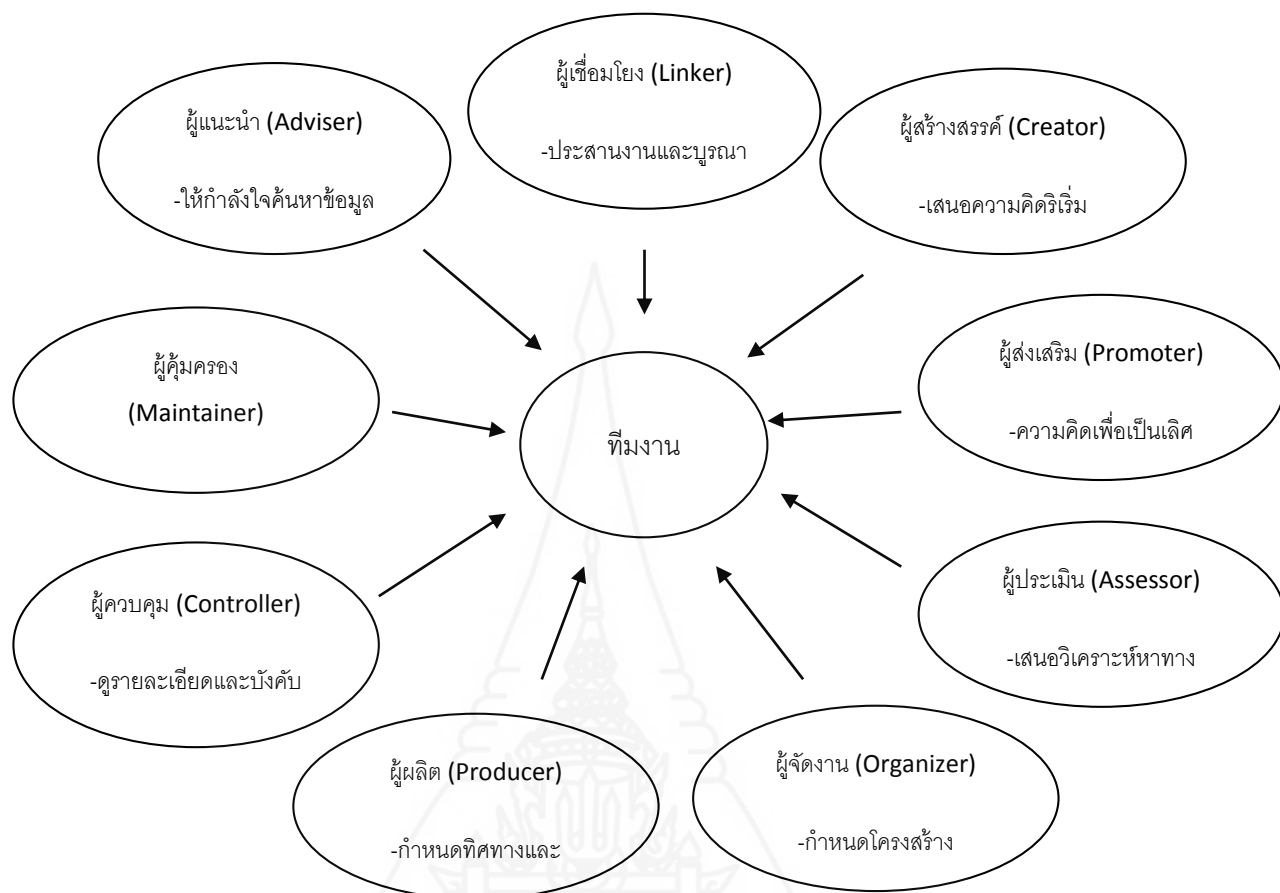 ผู้เชื่อมโยง (Linker)
-ประสานงานและบูรณา
ผู้แนะนำ (Adviser)
-ให้กำลังใจค้นหาข้อมูล
ผู้สร้างสรรค์ (Creator)
-เสนอความคิดริเริ่ม
ผู้คุ้มครอง
(Maintainer)
ผู้ส่งเสริม (Promoter)
-ความคิดเพื่อเป็นเลิศ
ทีมงาน
ผู้ควบคุม (Controller)
-ดูรายละเอียดและบังคับ
ผู้ประเมิน (Assessor)
-เสนอวิเคราะห์หาทาง
ผู้ผลิต (Producer)
-กำหนดทิศทางและ
ผู้จัดงาน (Organizer)
-กำหนดโครงสร้าง